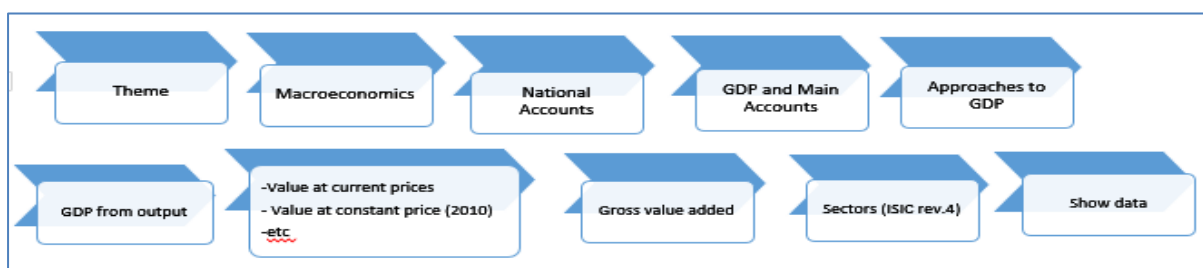 Theme
Macroeconomics
National
Accounts
GDP and Main
Accounts
Approaches to
GDP
GDP from output
-Value at current prices
- Value at constant price (2010)
-etc
Gross value added
Sectors (ISIC rev.4)
Show data